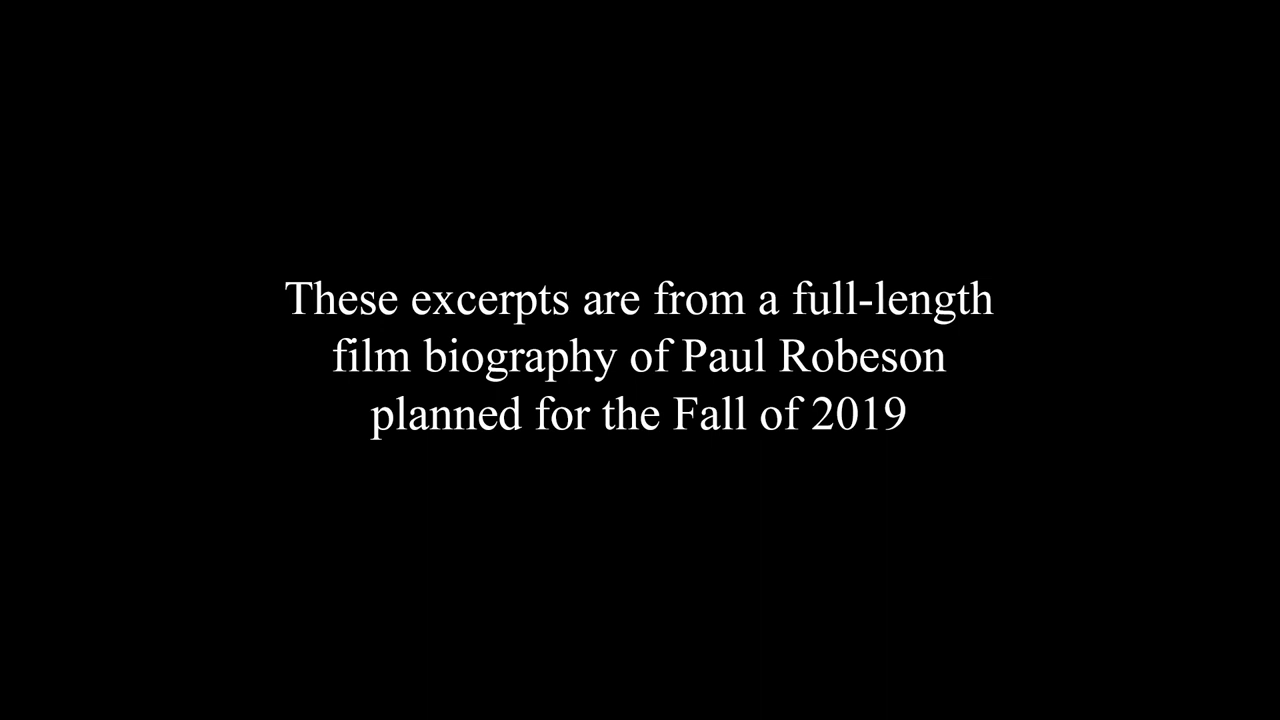 These excerpts are from a full-length
film biography of Paul Robeson
planned for the Fall of 2019